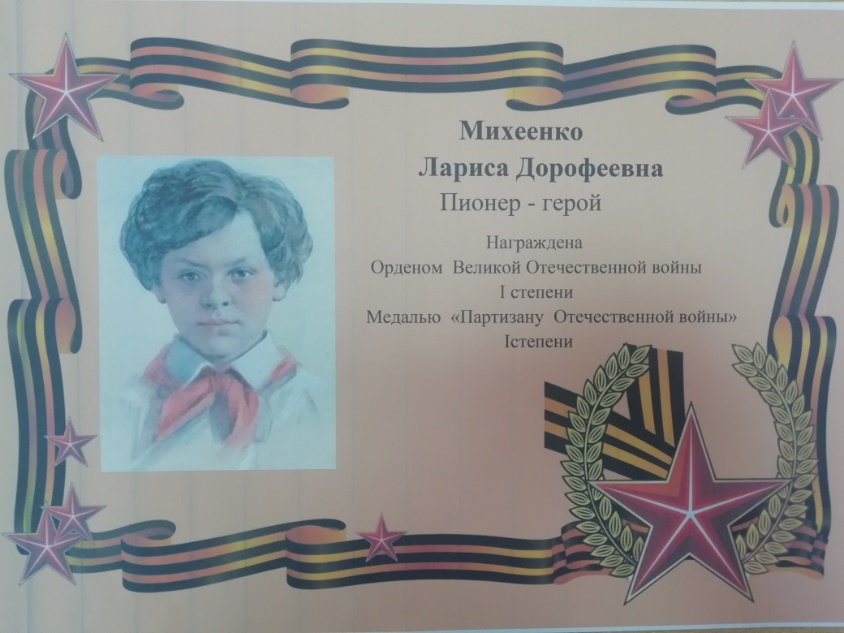 Михеенко
Лариса Дорофеевна
Пионер - герой
Награждена
Орденом Великой Отечественной войны
I степени
Медалью «Партизану Отечественной войны»
Iстепени